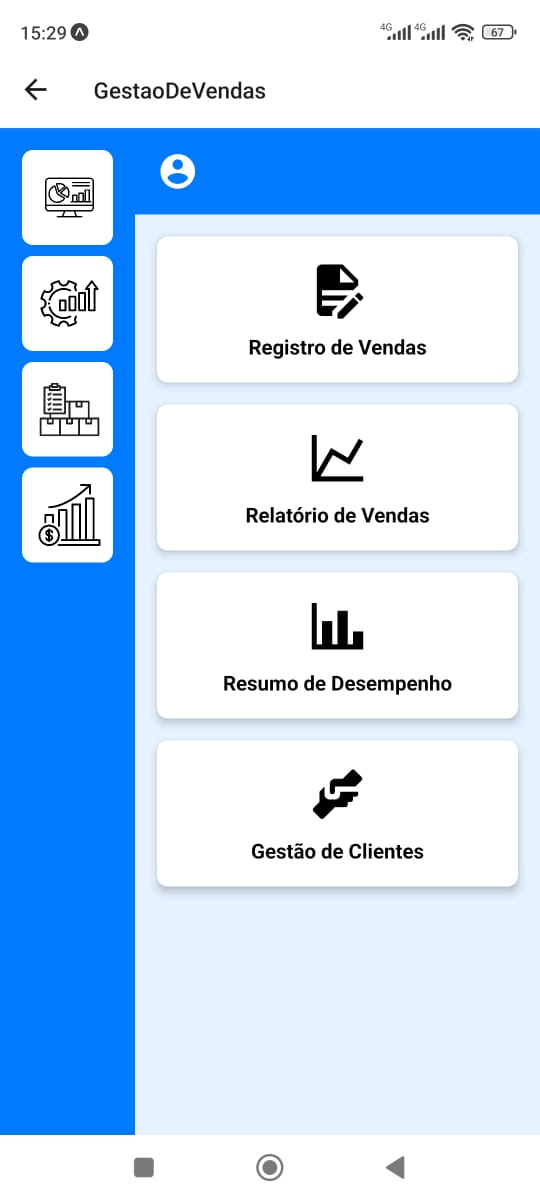 15:29
4G 4G 67
GestaoDeVendas
Registro de Vendas
Relatório de Vendas
Resumo de Desempenho
Gestão de Clientes